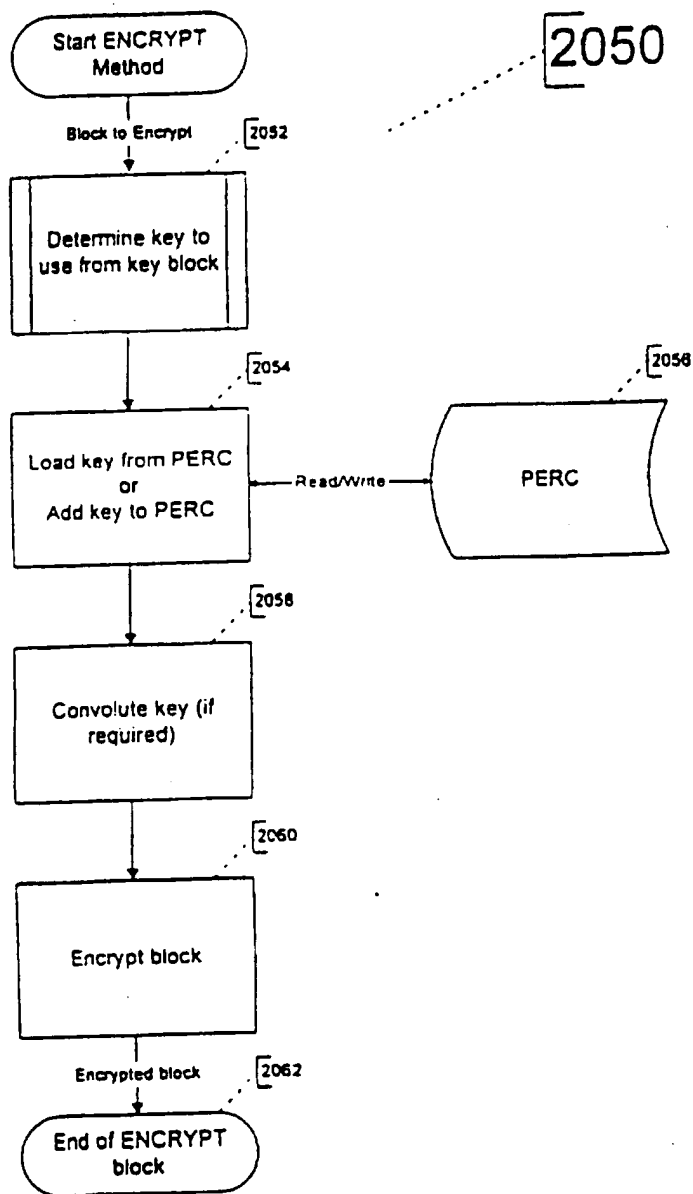 Start ENCRYPT
Method
2050
Block to Encrypt
2052
Determine key to
use from key block
2054
2056
Load key from PERC
or
Add key to PERC
Read/Write
PERC
2058
Convolute key (if
required)
2060
Encrypt block
Encrypted block
2062
End of ENCRYPT
block